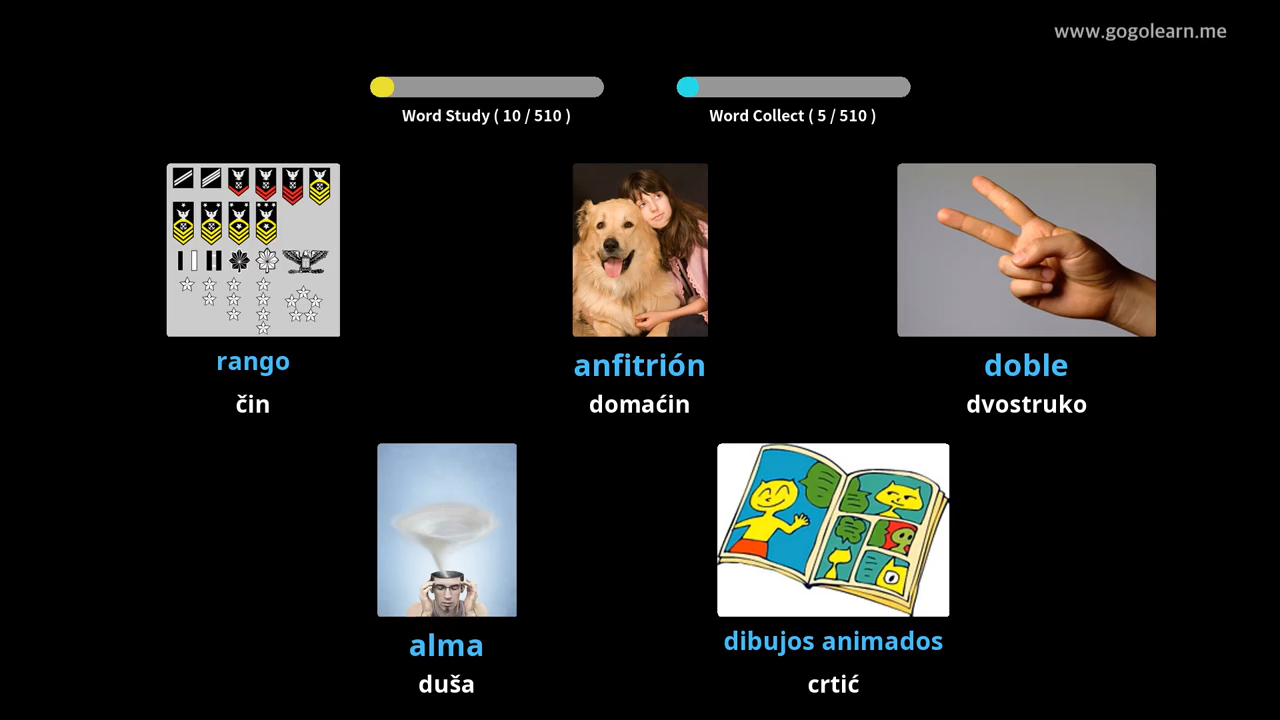 www.gogolearn.me
Word Study ( 10 / 510 )
Word Collect ( 5 / 510 )
rango
anfitrión
doble
čin
domaćin
dvostruko
alma
dibujos animados
duša
crtić